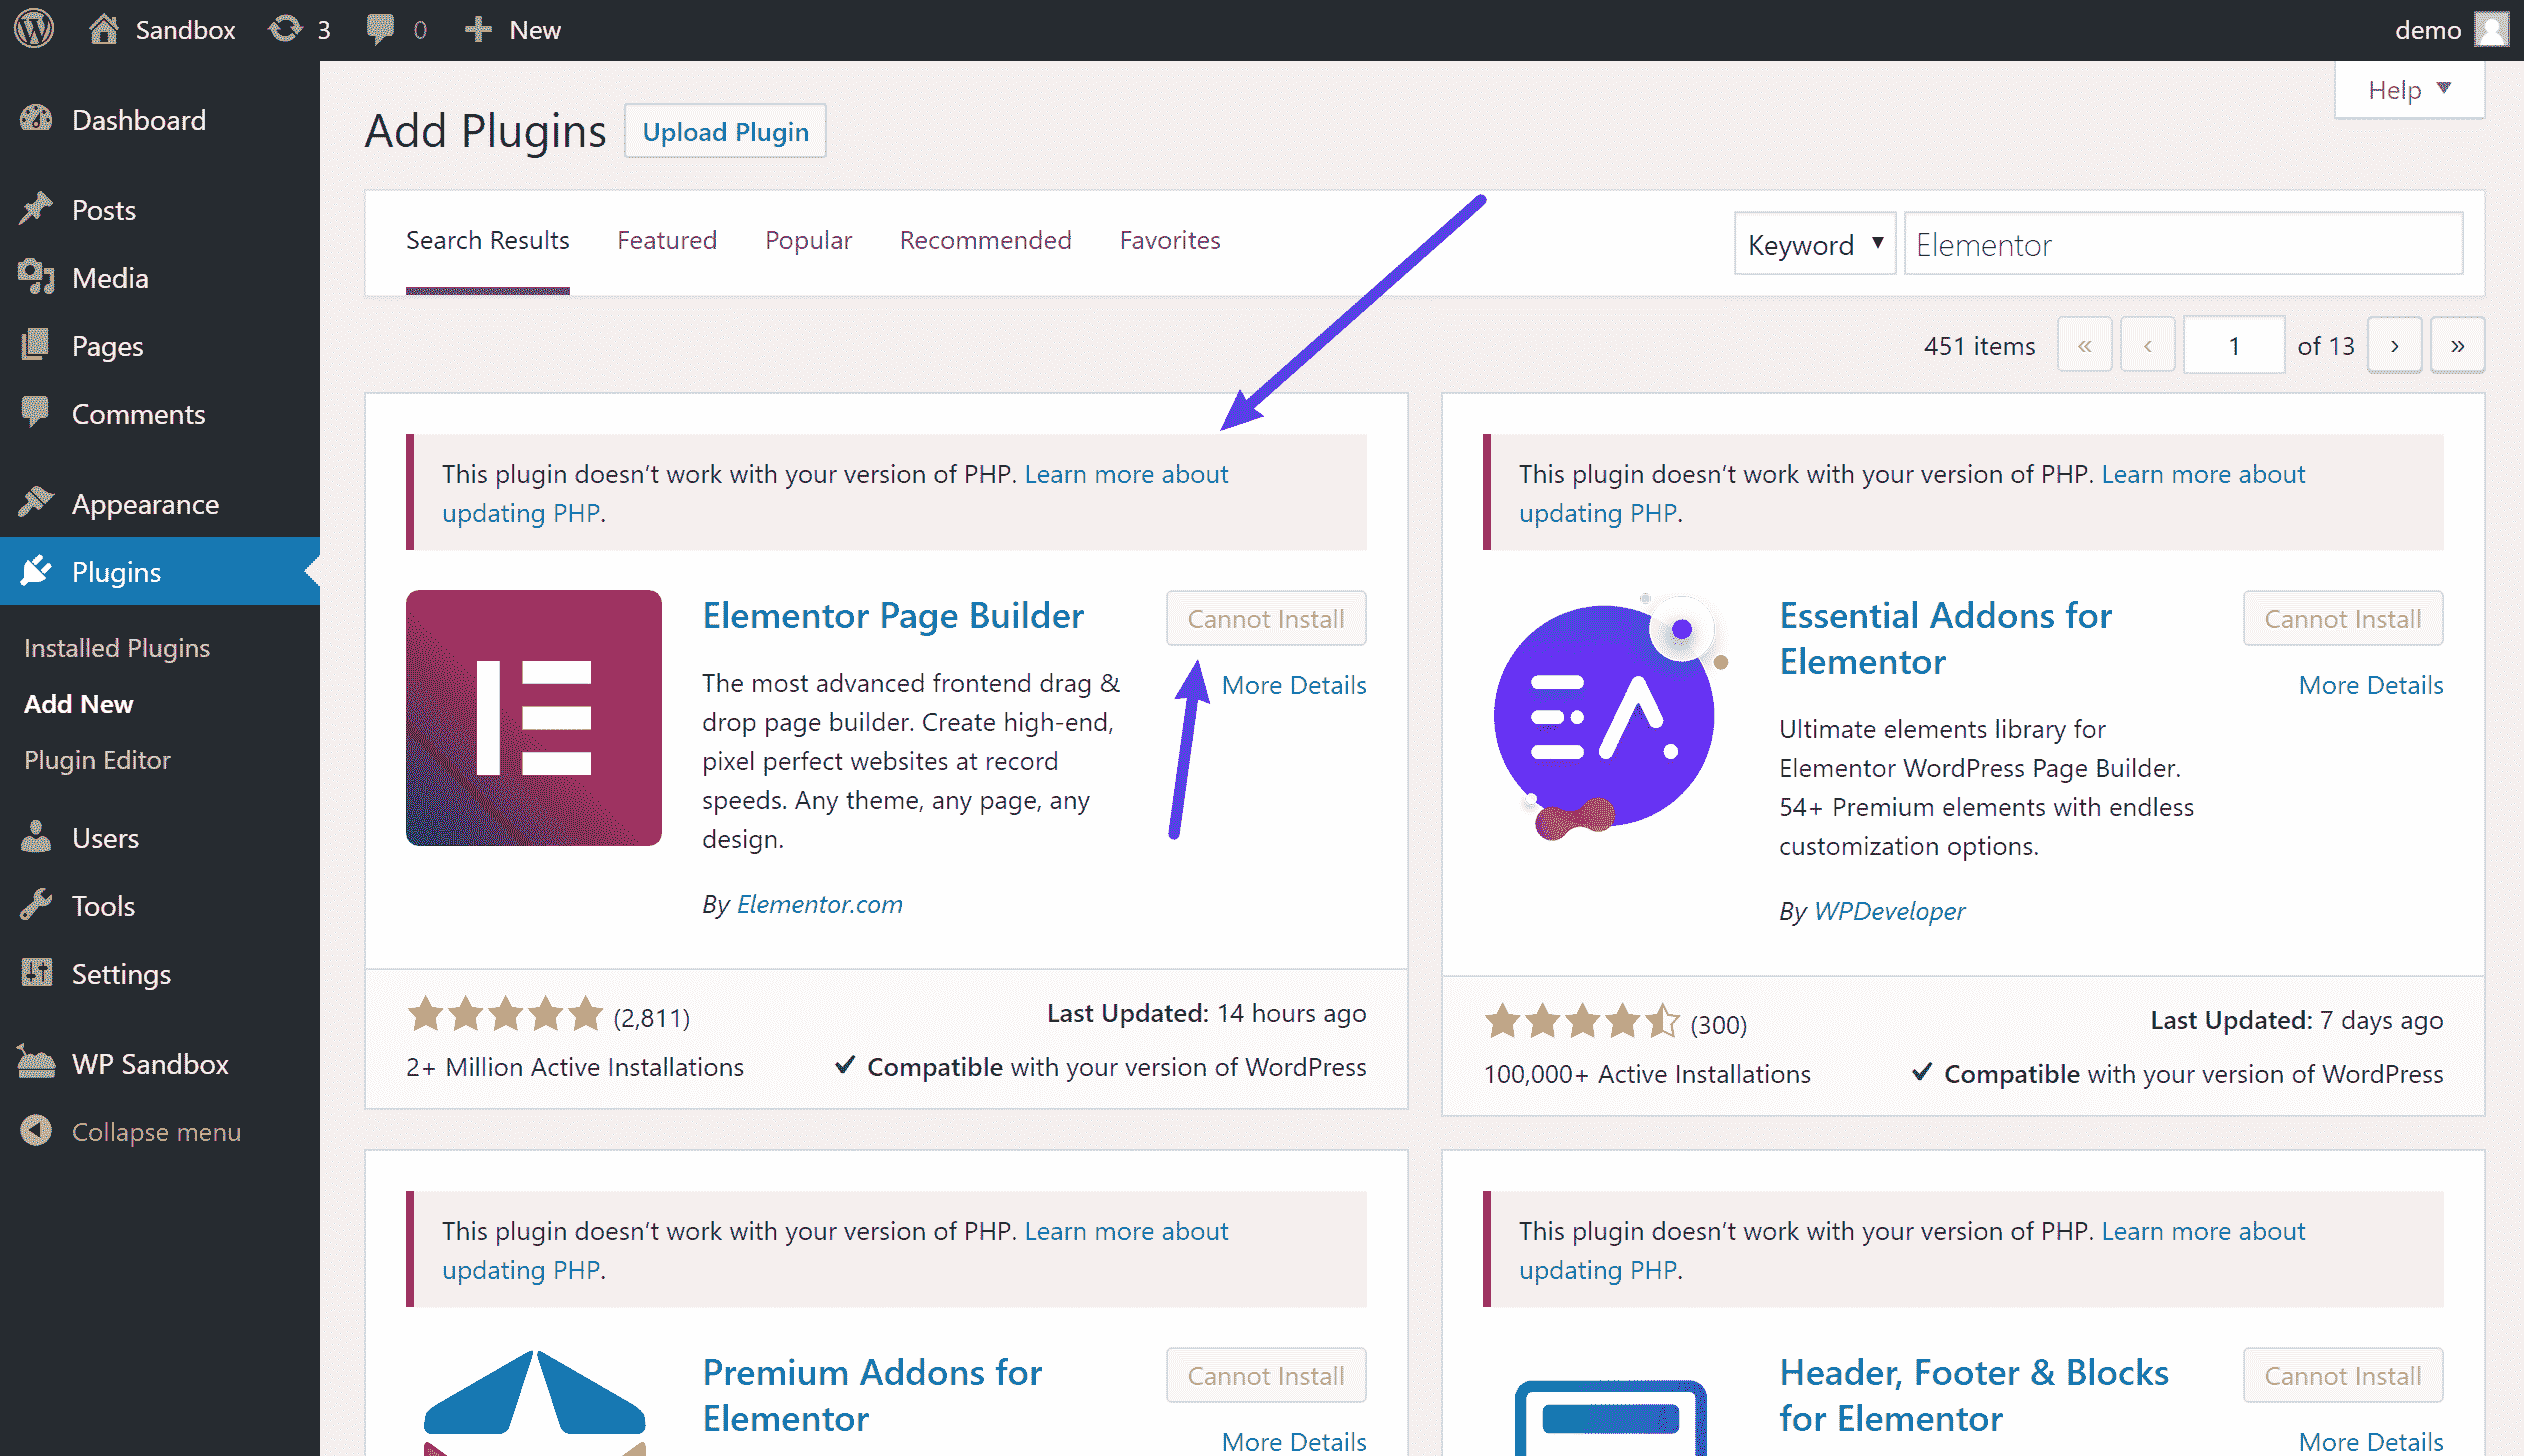 Sandbox 3 0 New demo
Dashboard
Posts
Media
Pages
Comments
Appearance
Plugins
Installed Plugins
Add New
Plugin Editor
Users
Tools
Settings
WP Sandbox
Collapse menu
Help ▼
Add Plugins Upload Plugin
Search Results Featured Popular Recommended Favorites Keyword ▼ Elementor
451 items « ‹ 1 of 13 › »
This plugin doesn’t work with your version of PHP. Learn more about
updating PHP.
Elementor Page Builder
Cannot Install
More Details
The most advanced frontend drag &
drop page builder. Create high-end,
pixel perfect websites at record
speeds. Any theme, any page, any
design.
By Elementor.com
(2,811)
Last Updated: 14 hours ago
2+ Million Active Installations
✔ Compatible with your version of WordPress
This plugin doesn’t work with your version of PHP. Learn more about
updating PHP.
Essential Addons for
Elementor
Cannot Install
More Details
Ultimate elements library for
Elementor WordPress Page Builder.
54+ Premium elements with endless
customization options.
By WPDeveloper
(300)
Last Updated: 7 days ago
100,000+ Active Installations
✔ Compatible with your version of WordPress
This plugin doesn’t work with your version of PHP. Learn more about
updating PHP.
Premium Addons for
Elementor
Cannot Install
More Details
This plugin doesn’t work with your version of PHP. Learn more about
updating PHP.
Header, Footer & Blocks
for Elementor
Cannot Install
More Details